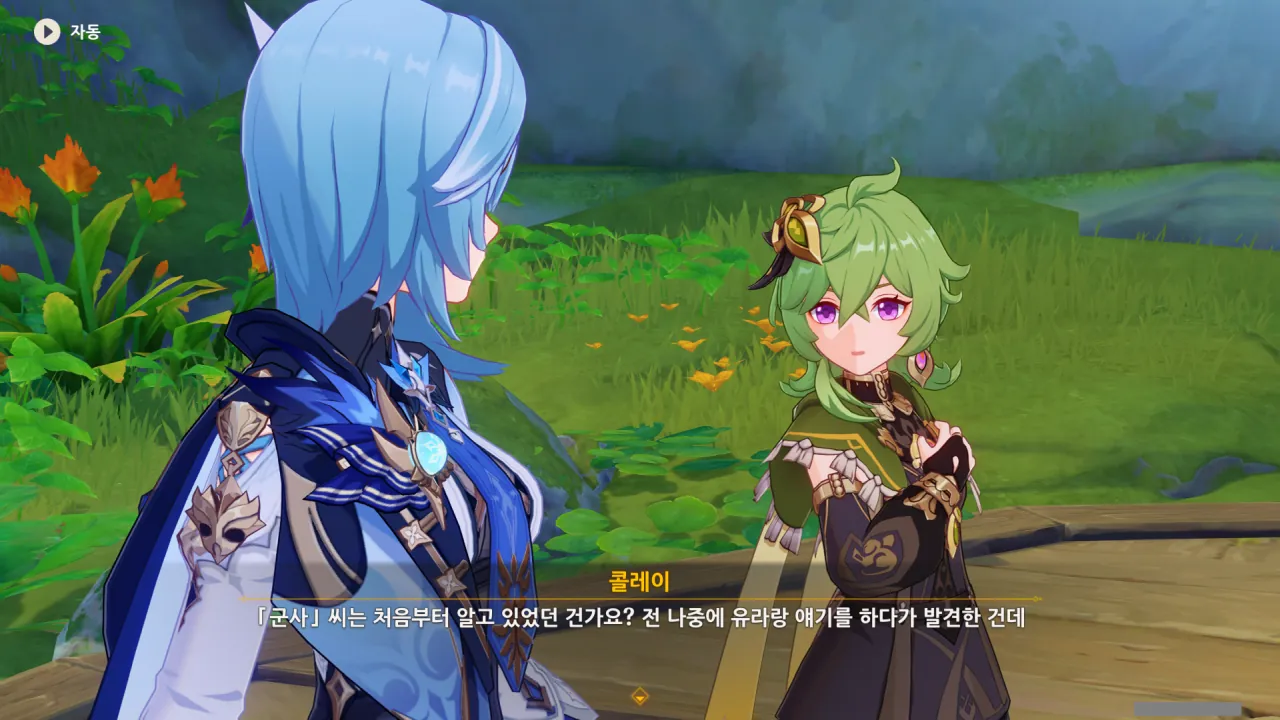 자동
콜레이
「군사」 씨는 처음부터 알고 있었던 건가요? 전 나중에 유라랑 얘기를 하다가 발견한 건데